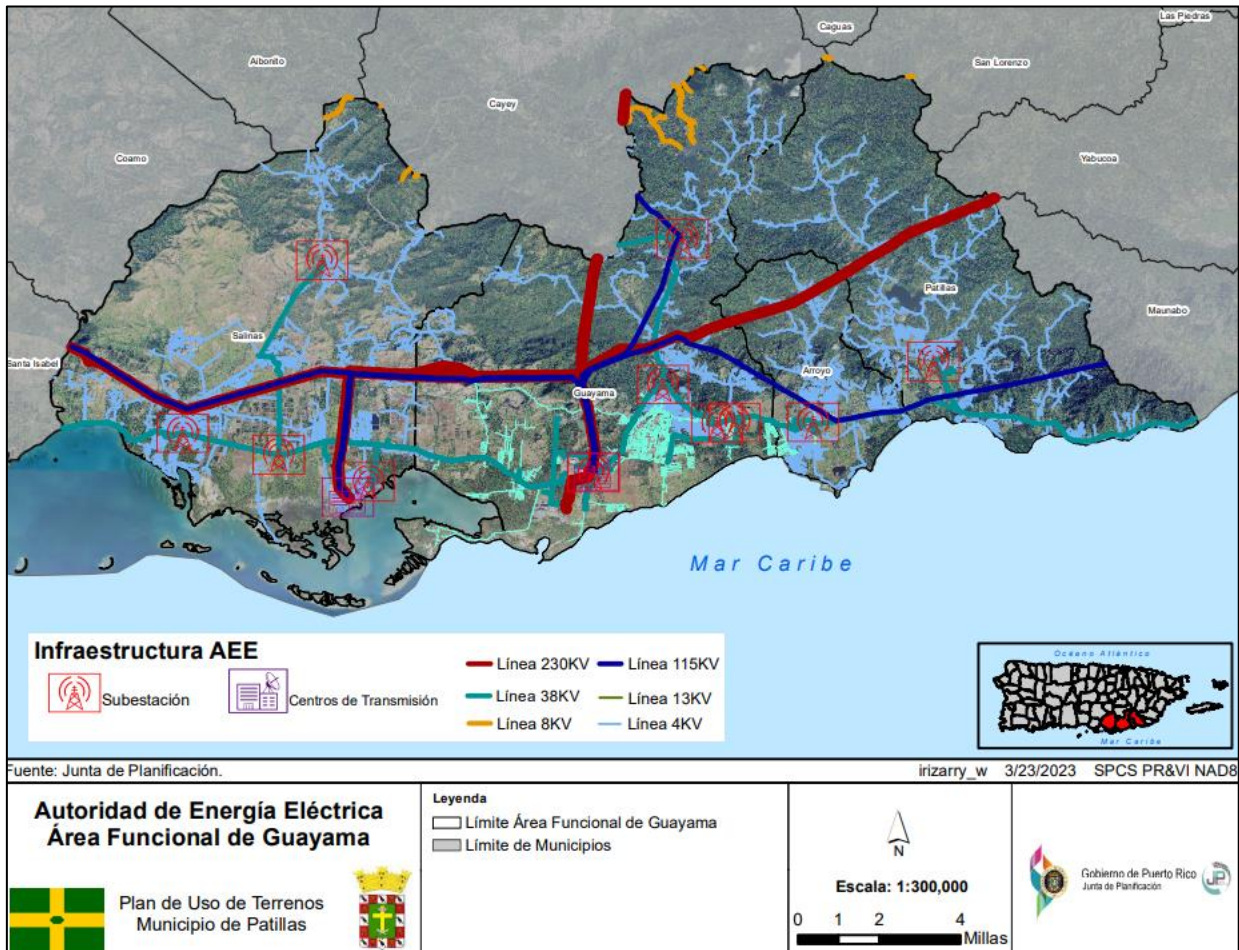 Las Piedras
Caguas
Aibonito
San Lorenzo
Cayey
Coamo
Yabucoa
Patillas
Maunabo
Salinas
Santa Isabel
Arroyo
Guayama
Mar Caribe
Infraestructura AEE
Subestación
Centros de Transmisión
Línea 230KV
Línea 115KV
Línea 38KV
Línea 13KV
Línea 8KV
Línea 4KV
Océano Atlántico
Mar Caribe
Fuente: Junta de Planificación.
irizarry_w 3/23/2023 SPCS PR&VI NAD8
Autoridad de Energía Eléctrica
Área Funcional de Guayama
Plan de Uso de Terrenos
Municipio de Patillas
Leyenda
Límite Área Funcional de Guayama
Límite de Municipios
N
Escala: 1:300,000
0 1 2 4
Millas
Gobierno de Puerto Rico
Junta de Planificación
JP